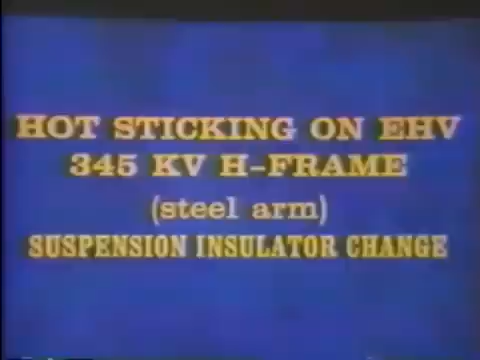 HOT STICKING ON EHV
345 KV H-FRAME
(steel arm)
SUSPENSION INSULATOR CHANGE